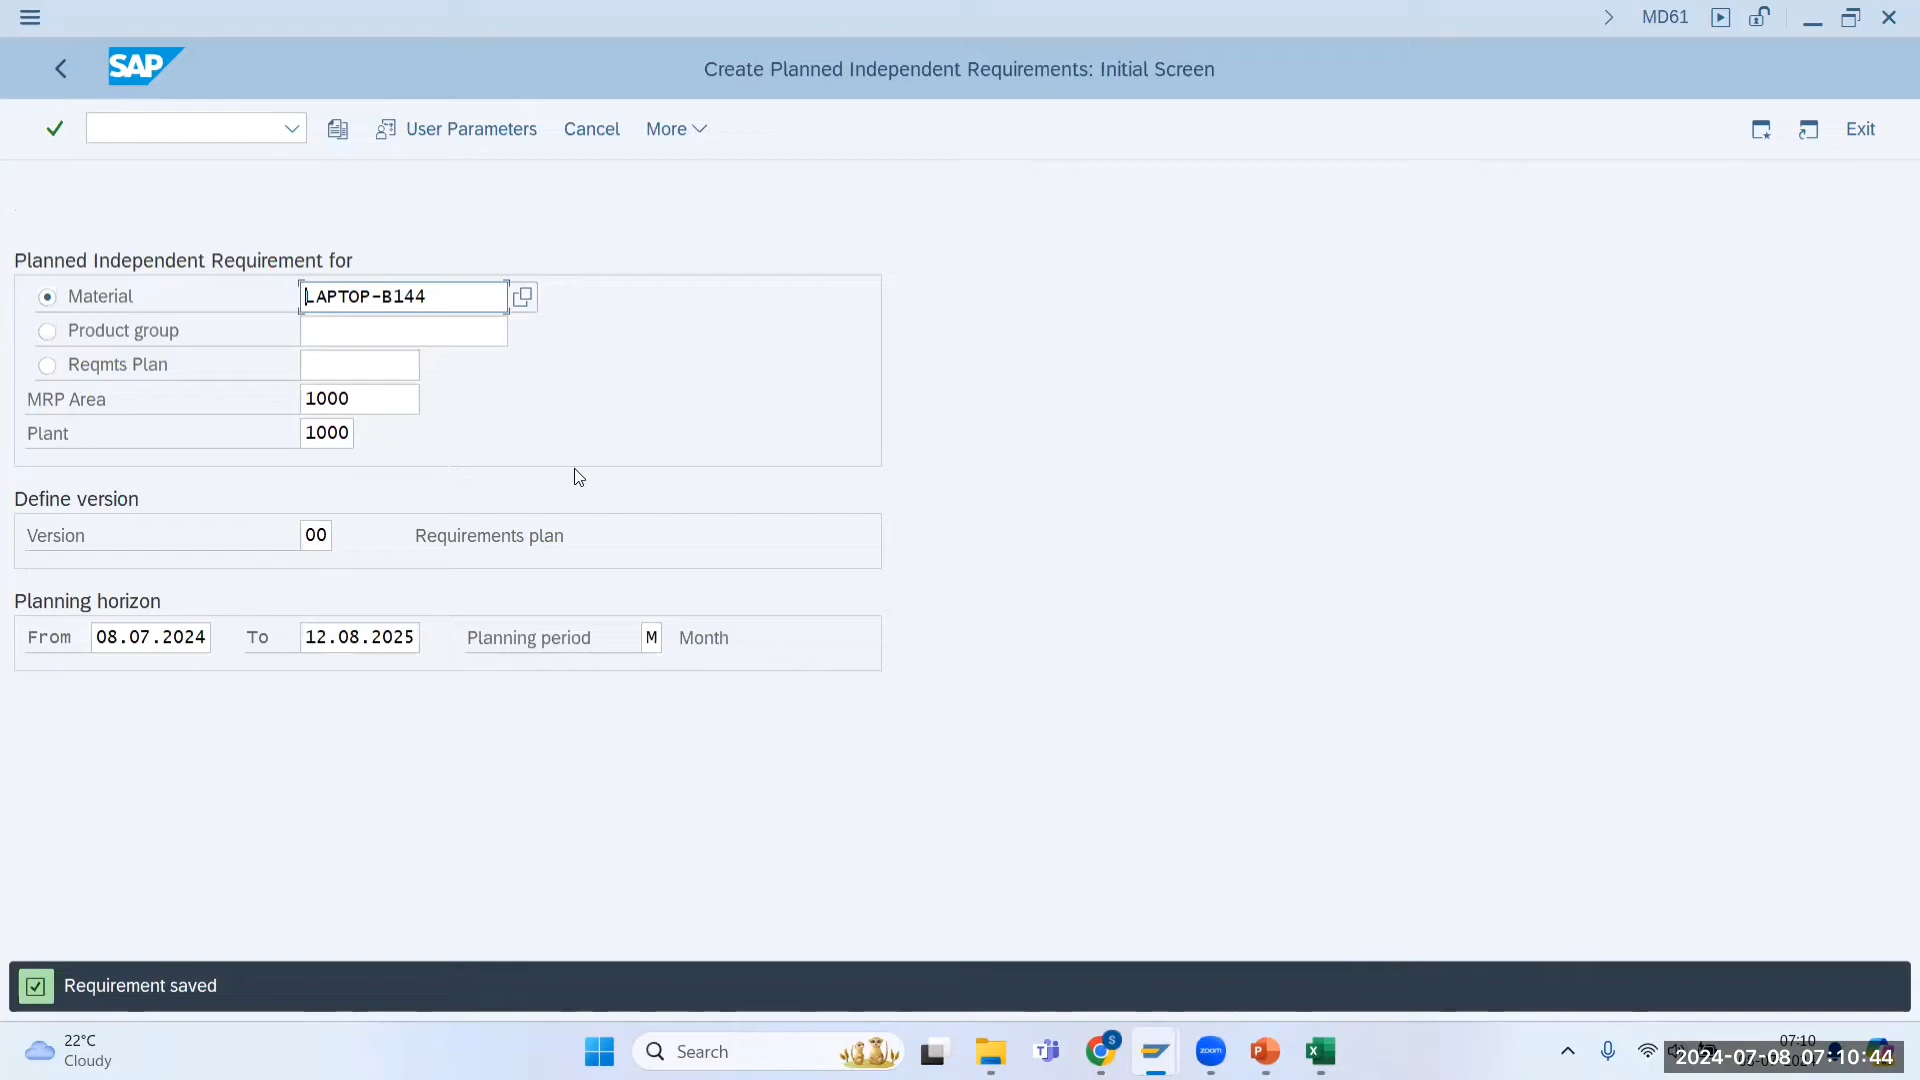 MD61
SAP
Create Planned Independent Requirements: Initial Screen
User Parameters Cancel More Exit
Planned Independent Requirement for
Material LAPTOP-B144
Product group
Reqmts Plan
MRP Area 1000
Plant 1000
Define version
Version 00 Requirements plan
Planning horizon
From 08.07.2024 To 12.08.2025 Planning period M Month
Requirement saved
22°C
Cloudy
Search
S
zoom
07:10
2024-07-08 07:10:44